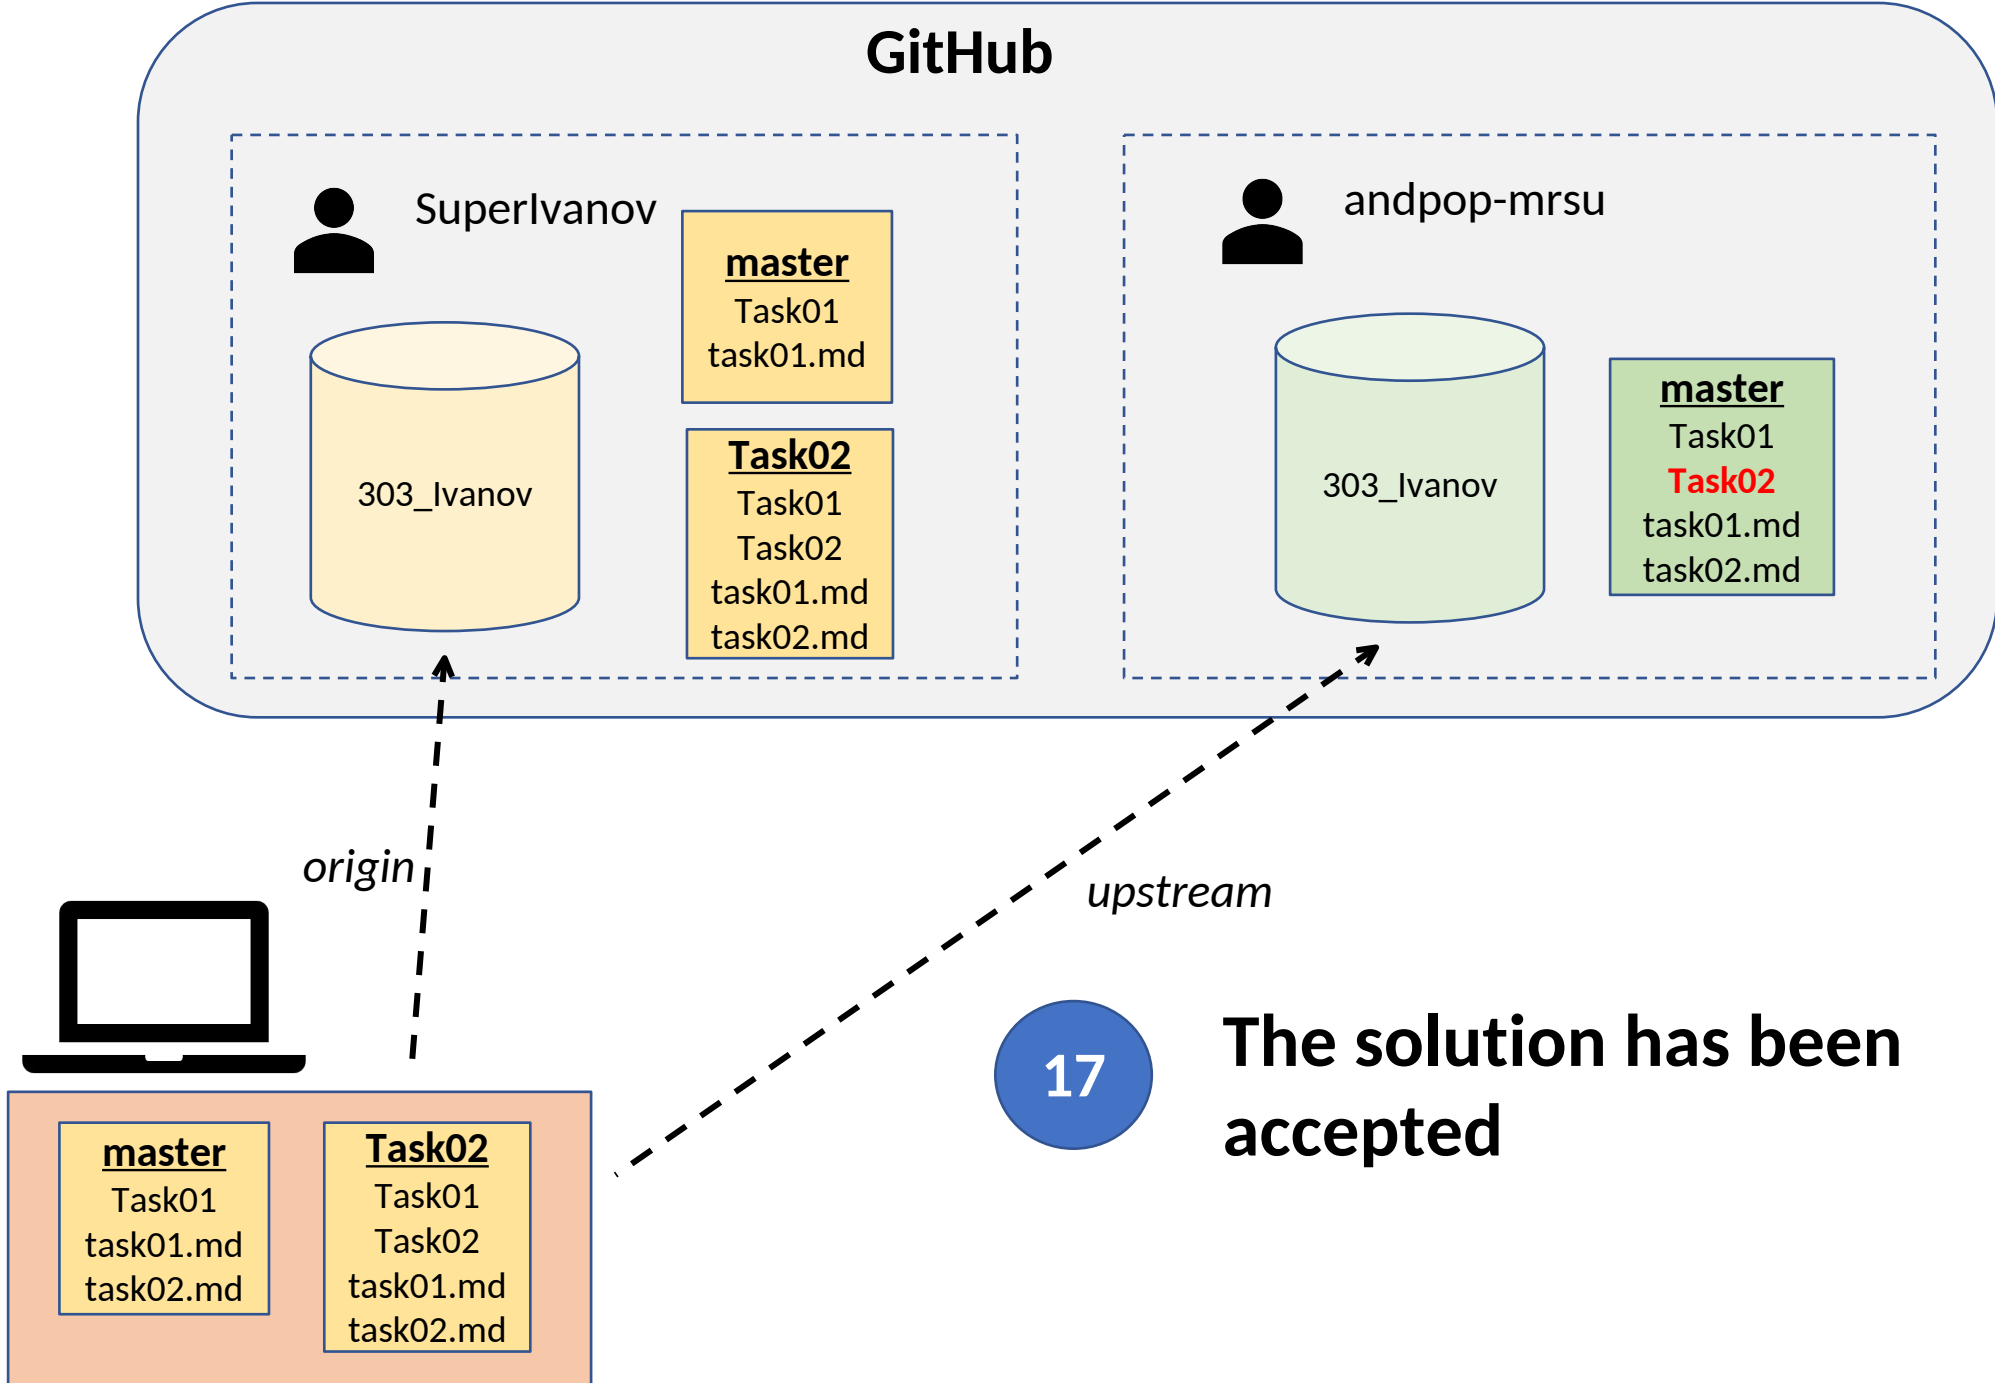 GitHub
SuperIvanov
master
Task01
task01.md
303_Ivanov
Task02
Task01
Task02
task01.md
task02.md
andpop-mrsu
303_Ivanov
master
Task01
Task02
task01.md
task02.md
origin
upstream
17
The solution has been
accepted
master
Task01
task01.md
task02.md
Task02
Task01
Task02
task01.md
task02.md